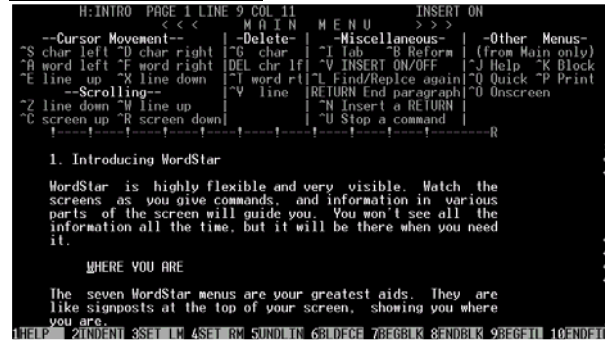 H:INTRO PAGE 1 LINE 9 COL 11 INSERT ON
< < < M A I N M E N U > > >
--Cursor Movement-- | -Delete- | -Miscellaneous- | -Other Menus-
^S char left ^D char right |^G char | ^I Tab ^B Reform | (from Main only)
^A word left ^F word right |DEL chr lf| ^V INSERT ON/OFF |^J Help ^K Block
^E line up ^X line down |^T word rt|^L Find/Replce again|^Q Quick ^P Print
--Scrolling-- |^Y line |RETURN End paragraph|^O Onscreen
^Z line down ^W line up | | ^N Insert a RETURN |
^C screen up ^R screen down| | ^U Stop a command |
!----!----!----!----!----!----!----!----!----!----!--------R
1. Introducing WordStar
WordStar is highly flexible and very visible. Watch the
screens as you give commands, and information in various
parts of the screen will guide you. You won't see all the
information all the time, but it will be there when you need
it.
WHERE YOU ARE
The seven WordStar menus are your greatest aids. They are
like signposts at the top of your screen, showing you where
you are.
1HELP 2INDENT 3SET LM 4SET RM 5UNDLIN 6BLDFCE 7BEGBLK 8ENDBLK 9BEGFIL 10ENDFI